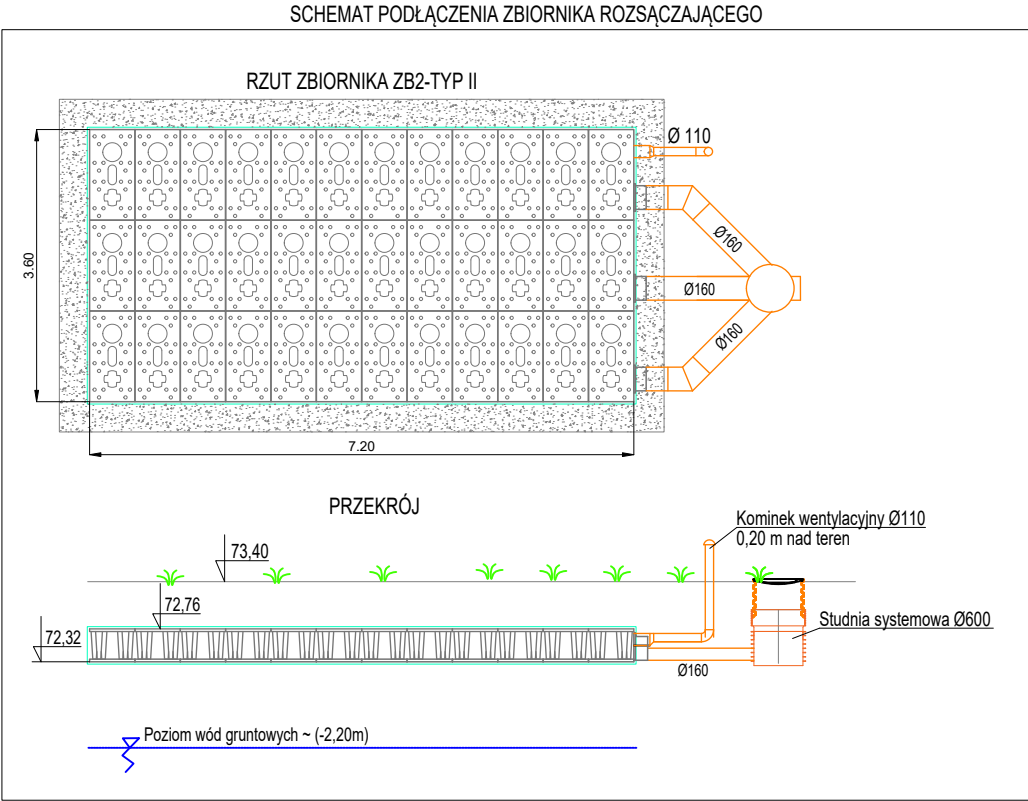 SCHEMAT PODŁĄCZENIA ZBIORNIKA ROZSĄCZAJĄCEGO
RZUT ZBIORNIKA ZB2-TYP II
Ø 110
3.60
Ø160
Ø160
Ø160
7.20
PRZEKRÓJ
Kominek wentylacyjny Ø110
0,20 m nad teren
73,40
72,76
72,32
Studnia systemowa Ø600
Ø160
Poziom wód gruntowych ~ (-2,20m)